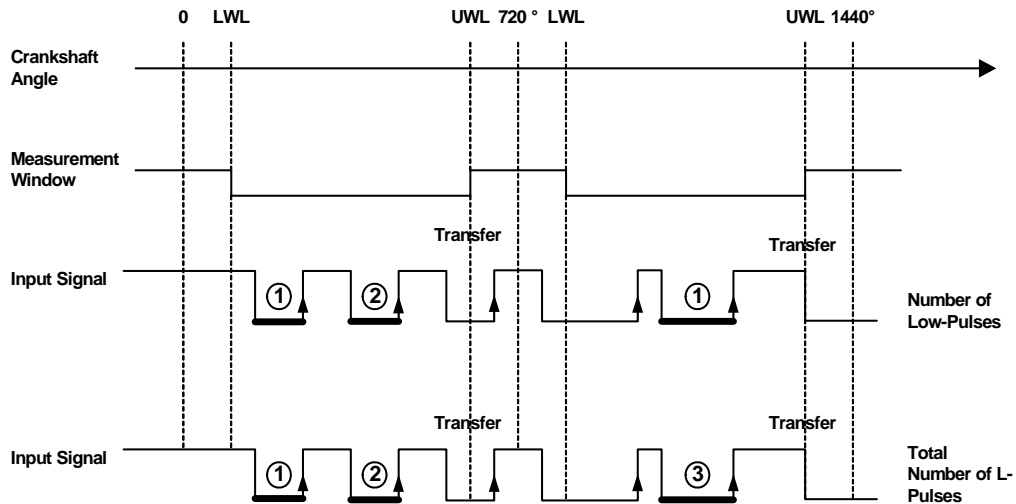 0 LWL UWL 720 ° LWL UWL 1440°
Crankshaft
Angle
Measurement
Window
Transfer Transfer
Input Signal
1 2 1
Number of
Low-Pulses
Transfer Transfer
Input Signal
1 2 3
Total
Number of L-
Pulses